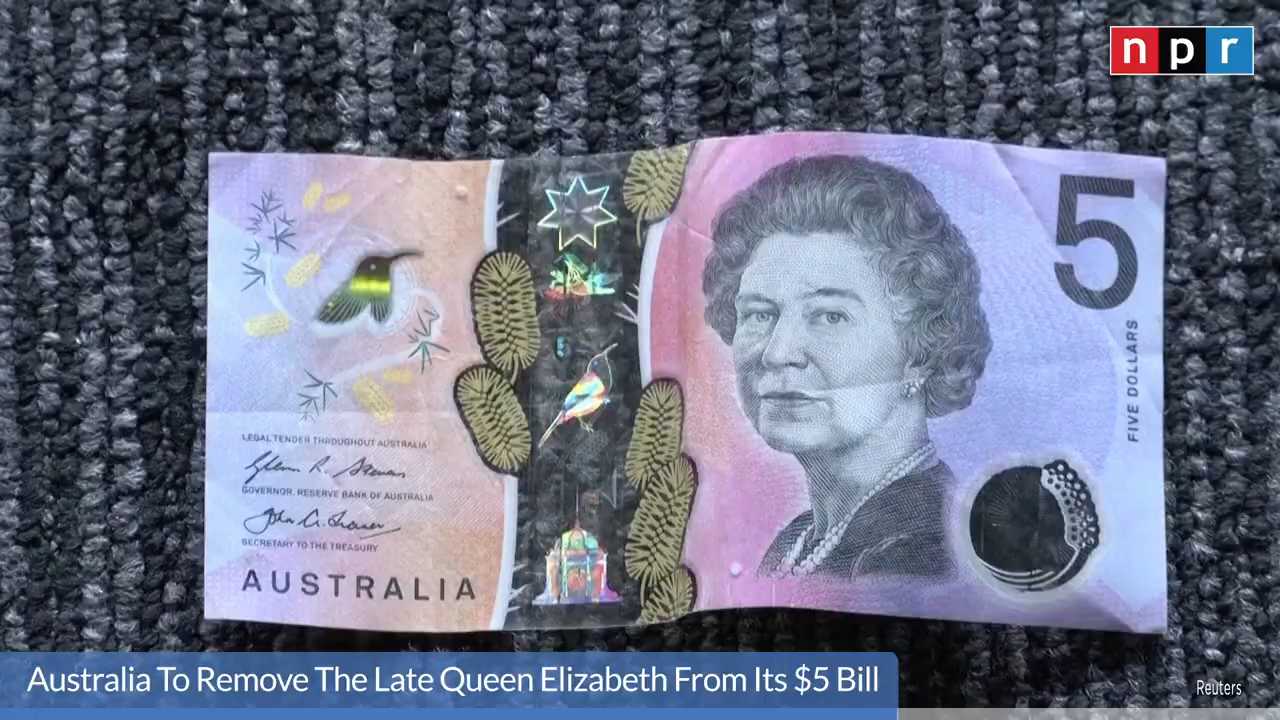 npr
5
FIVE DOLLARS
LEGAL TENDER THROUGHOUT AUSTRALIA
GOVERNOR, RESERVE BANK OF AUSTRALIA
SECRETARY TO THE TREASURY
AUSTRALIA
Australia To Remove The Late Queen Elizabeth From Its $5 Bill
Reuters